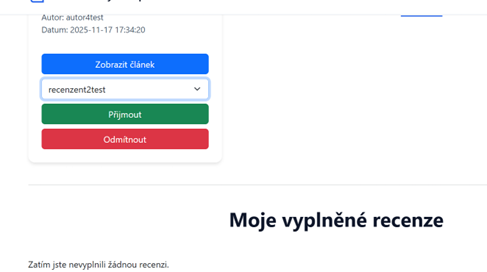 Autor: autor4test
Datum: 2025-11-17 17:34:20
Zobrazit článek
recenzent2test
Přijmout
Odmítnout
Moje vyplněné recenze
Zatím jste nevyplnili žádnou recenzi.